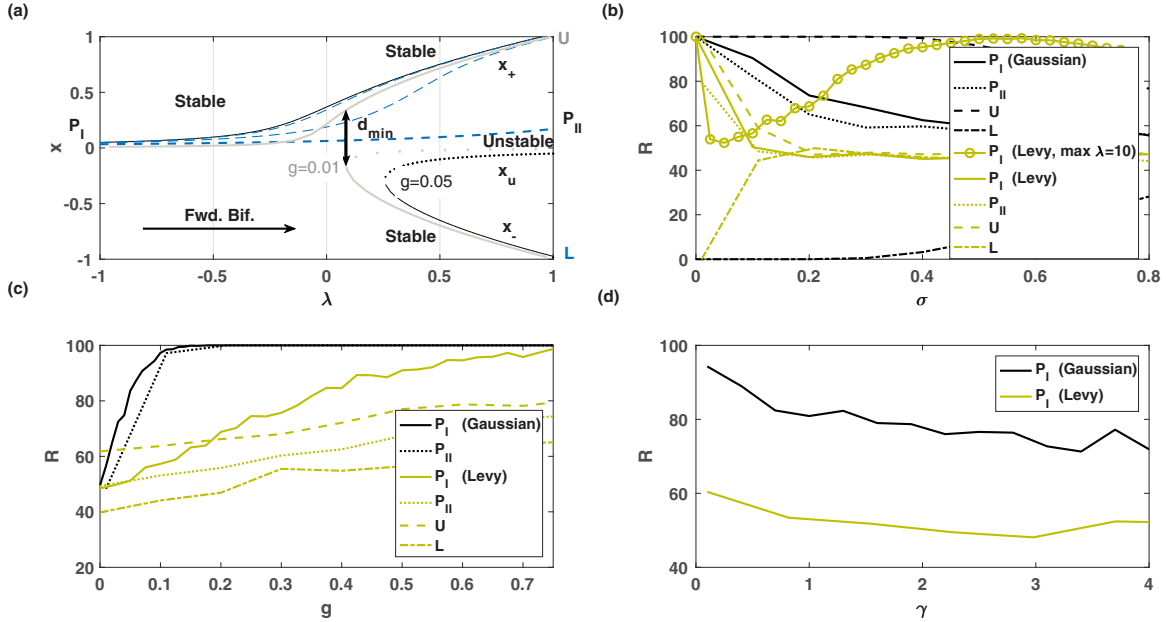 (a)
1
0.5
0
-0.5
-1
x
P_I
Stable
Stable
x_+
U
d_min
P_II
Unstable
g=0.01
g=0.05
x_u
Fwd. Bif.
Stable
x_-
L
-1
-0.5
0
0.5
1
λ
(b)
100
80
60
40
20
0
R
P_I (Gaussian)
P_II
U
L
P_I (Levy, max λ=10)
P_I (Levy)
P_II
U
L
0
0.2
0.4
0.6
0.8
σ
(c)
100
80
60
40
20
R
P_I (Gaussian)
P_II
P_I (Levy)
P_II
U
L
0
0.1
0.2
0.3
0.4
0.5
0.6
0.7
g
(d)
100
80
60
40
R
P_I (Gaussian)
P_I (Levy)
0
1
2
3
4
γ